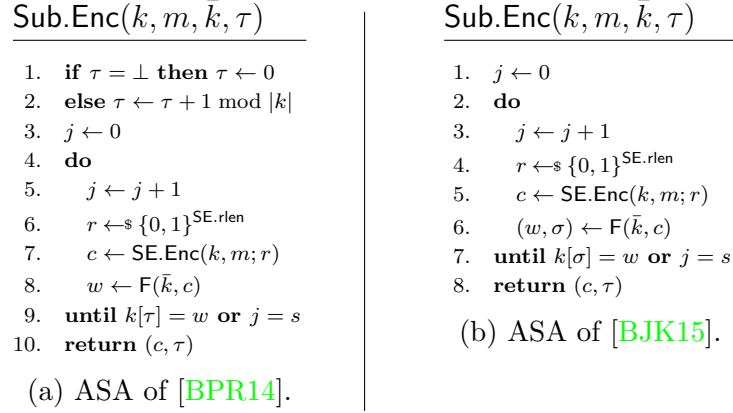 Sub.Enc(k, m, k̄, τ)
1. if τ = ⊥ then τ ← 0
2. else τ ← τ + 1 mod |k|
3. j ← 0
4. do
5. j ← j + 1
6. r ←$ {0, 1}^SE.rlen
7. c ← SE.Enc(k, m; r)
8. w ← F(k̄, c)
9. until k[τ] = w or j = s
10. return (c, τ)
(a) ASA of [BPR14].
Sub.Enc(k, m, k̄, τ)
1. j ← 0
2. do
3. j ← j + 1
4. r ←$ {0, 1}^SE.rlen
5. c ← SE.Enc(k, m; r)
6. (w, σ) ← F(k̄, c)
7. until k[σ] = w or j = s
8. return (c, τ)
(b) ASA of [BJK15].